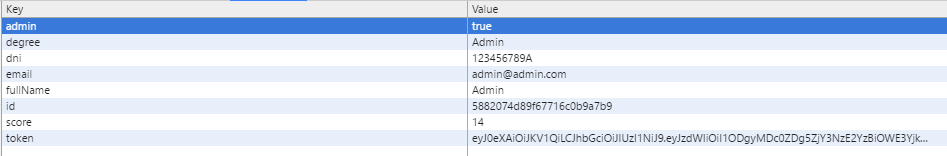 Key Value
admin true
degree Admin
dni 123456789A
email admin@admin.com
fullName Admin
id 5882074d89f67716c0b9a7b9
score 14
token eyJ0eXAiOiJKV1QiLCJhbGciOiJIUzI1NiJ9.eyJzdWIiOiI1ODgyMDc0ZDg5ZjY3NzE2YzBiOWE3Yjk...